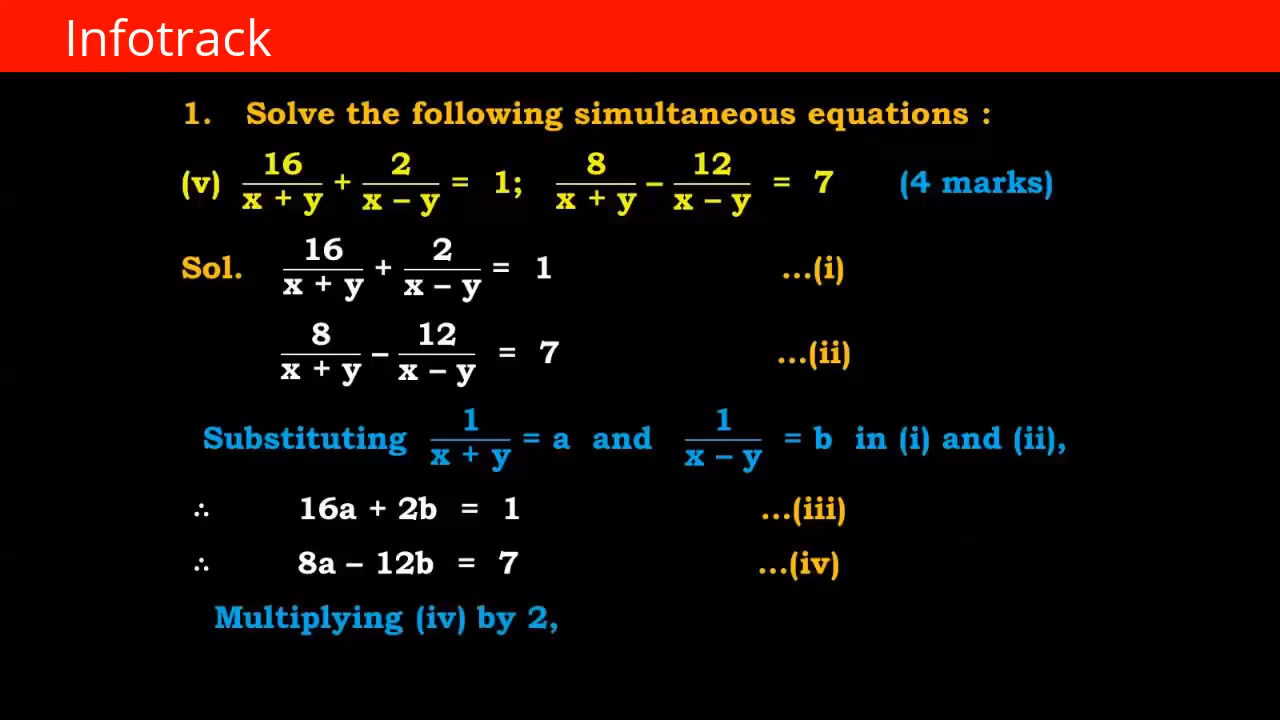 Infotrack
1. Solve the following simultaneous equations :
(v) 16/(x + y) + 2/(x – y) = 1; 8/(x + y) – 12/(x – y) = 7 (4 marks)
Sol. 16/(x + y) + 2/(x – y) = 1 ...(i)
8/(x + y) – 12/(x – y) = 7 ...(ii)
Substituting 1/(x + y) = a and 1/(x – y) = b in (i) and (ii),
∴ 16a + 2b = 1 ...(iii)
∴ 8a – 12b = 7 ...(iv)
Multiplying (iv) by 2,